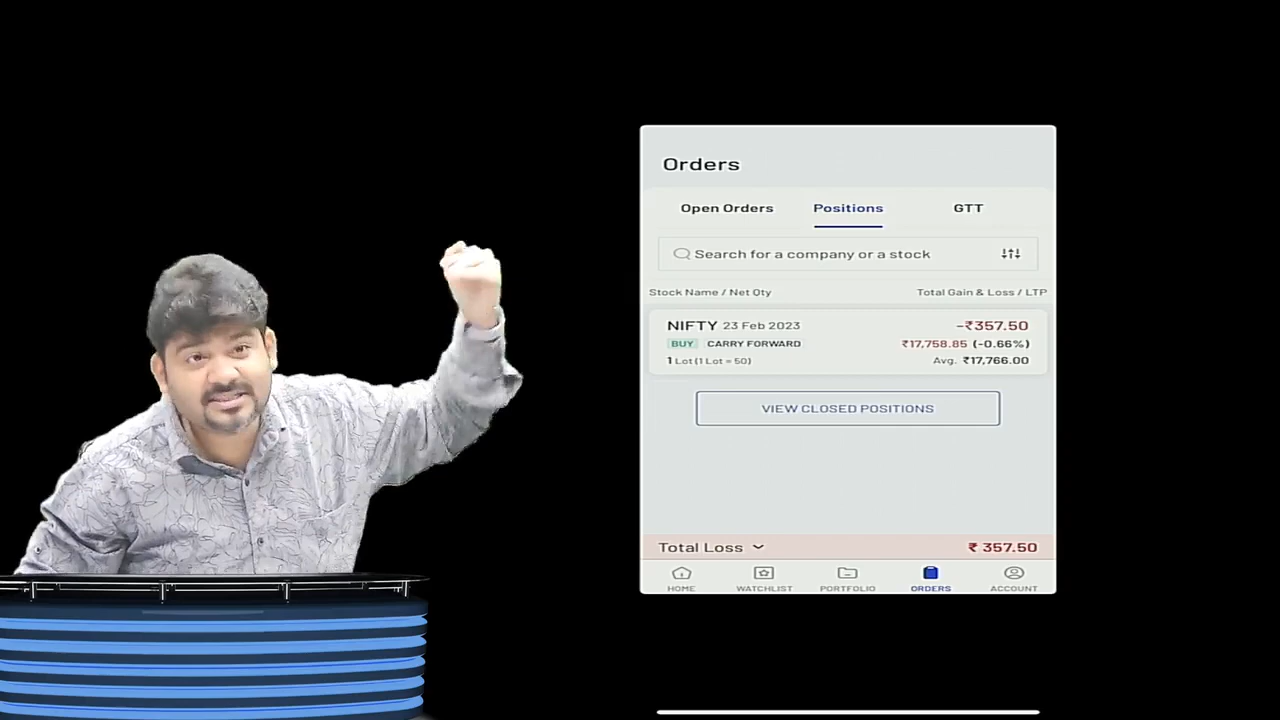 Orders
Open Orders Positions GTT
Search for a company or a stock
Stock Name / Net Qty Total Gain & Loss / LTP
NIFTY 23 Feb 2023 -₹357.50
BUY CARRY FORWARD ₹17,758.85 (-0.66%)
1 Lot (1 Lot = 50) Avg. ₹17,766.00
VIEW CLOSED POSITIONS
Total Loss ₹ 357.50
HOME WATCHLIST PORTFOLIO ORDERS ACCOUNT